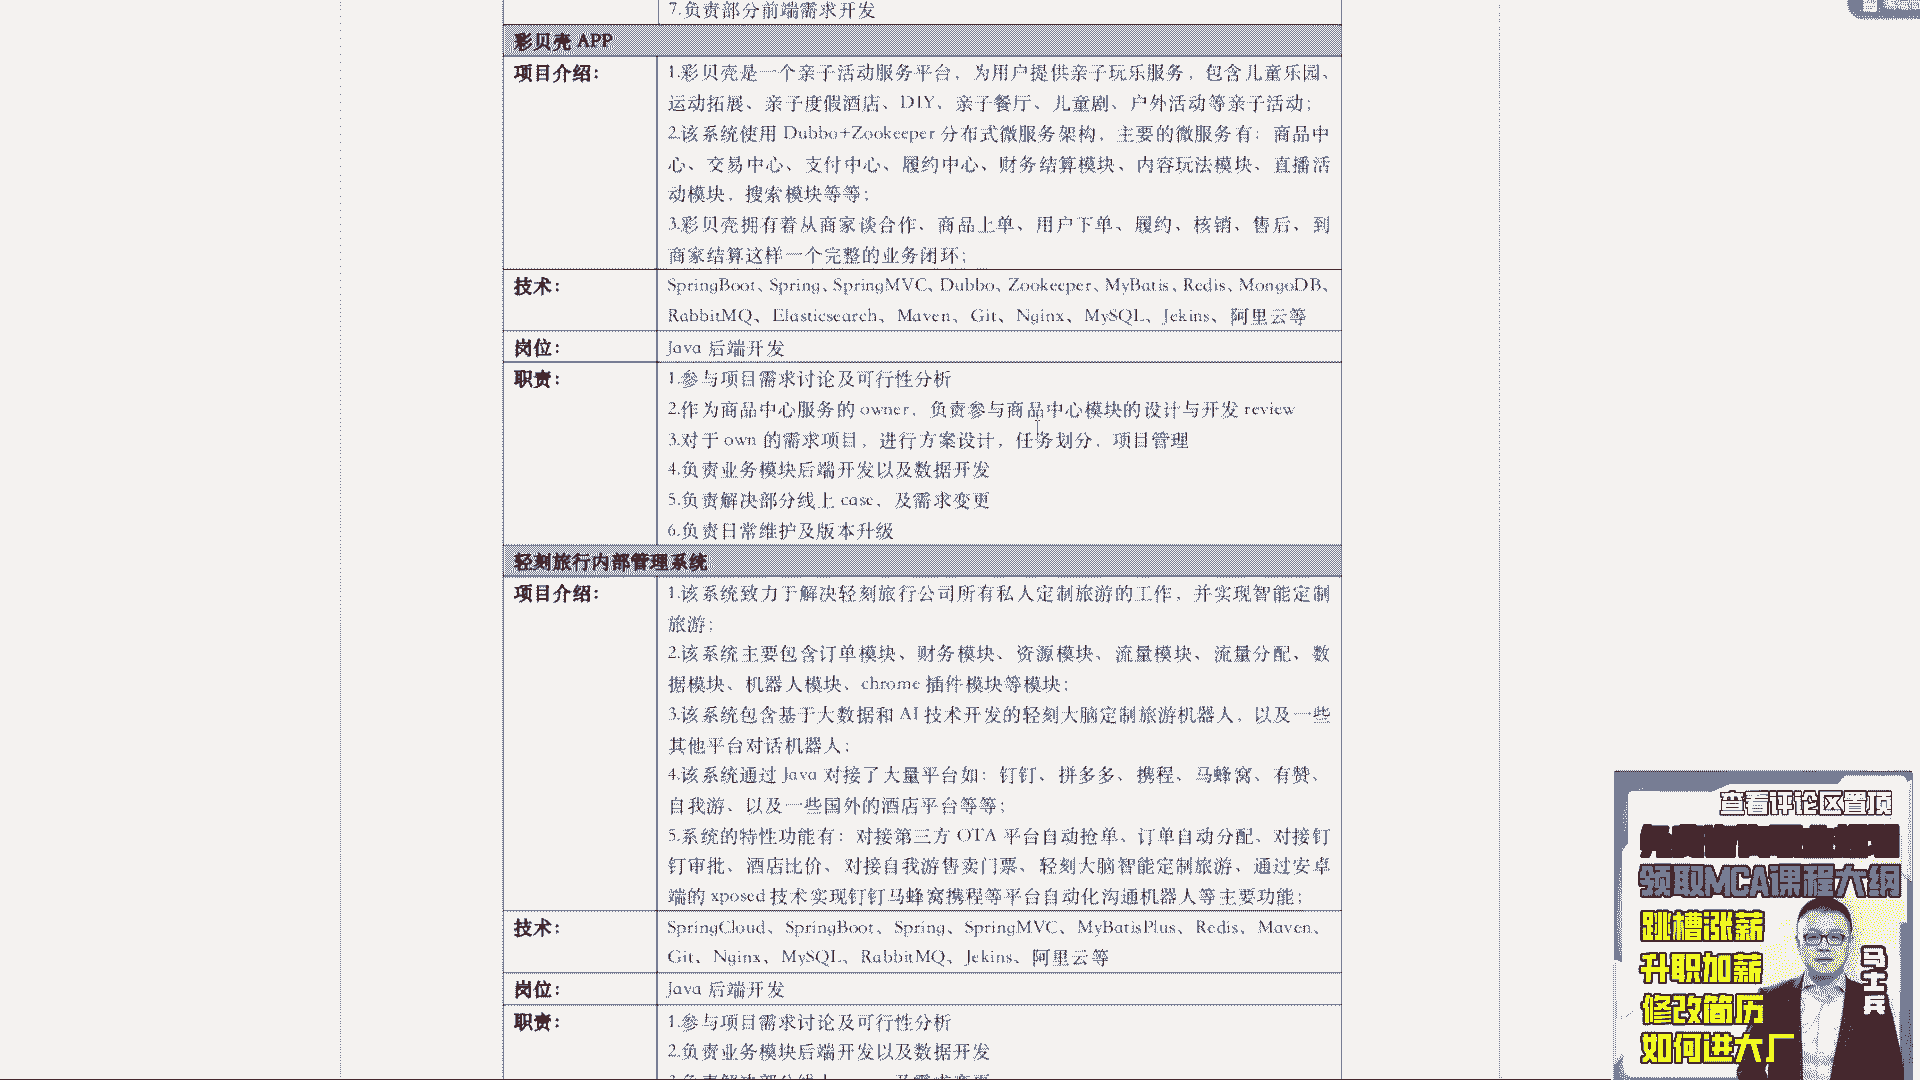 7.负责部分前端需求开发
彩贝壳 APP
项目介绍：
1.彩贝壳是一个亲子活动服务平台，为用户提供亲子玩乐服务，包含儿童乐园、
运动拓展、亲子度假酒店、DIY、亲子餐厅、儿童剧、户外活动等亲子活动；
2.该系统使用 Dubbo+Zookeeper 分布式微服务架构，主要的微服务有：商品中
心、交易中心、支付中心、履约中心、财务结算模块、内容玩法模块、直播活
动模块，搜索模块等等；
3.彩贝壳拥有着从商家谈合作、商品上单、用户下单、履约、核销、售后、到
商家结算这样一个完整的业务闭环；
技术：
SpringBoot、Spring、SpringMVC、Dubbo、Zookeeper、MyBatis、Redis、MongoDB、
RabbitMQ、Elasticsearch、Maven、Git、Nginx、MySQL、Jekins、阿里云等
岗位：
Java 后端开发
职责：
1.参与项目需求讨论及可行性分析
2.作为商品中心服务的 owner，负责参与商品中心模块的设计与开发 review
3.对于 own 的需求项目，进行方案设计，任务划分，项目管理
4.负责业务模块后端开发以及数据开发
5.负责解决部分线上 case，及需求变更
6.负责日常维护及版本升级
轻刻旅行内部管理系统
项目介绍：
1.该系统致力于解决轻刻旅行公司所有私人定制旅游的工作，并实现智能定制
旅游；
2.该系统主要包含订单模块、财务模块、资源模块、流量模块、流量分配、数
据模块、机器人模块、chrome 插件模块等模块；
3.该系统包含基于大数据和 AI 技术开发的轻刻大脑定制旅游机器人，以及一些
其他平台对话机器人；
4.该系统通过 Java 对接了大量平台如：钉钉、拼多多、携程、马蜂窝、有赞、
自我游、以及一些国外的酒店平台等等；
5.系统的特性功能有：对接第三方 OTA 平台自动抢单、订单自动分配、对接钉
钉审批、酒店比价、对接自我游售卖门票、轻刻大脑智能定制旅游、通过安卓
端的 xposed 技术实现钉钉马蜂窝携程等平台自动化沟通机器人等主要功能；
技术：
SpringCloud、SpringBoot、Spring、SpringMVC、MyBatisPlus、Redis、Maven、
Git、Nginx、MySQL、RabbitMQ、Jekins、阿里云等
岗位：
Java 后端开发
职责：
1.参与项目需求讨论及可行性分析
2.负责业务模块后端开发以及数据开发
查看评论区置顶
领取MCA课程大纲
跳槽涨薪
升职加薪
修改简历
如何进大厂
马士兵